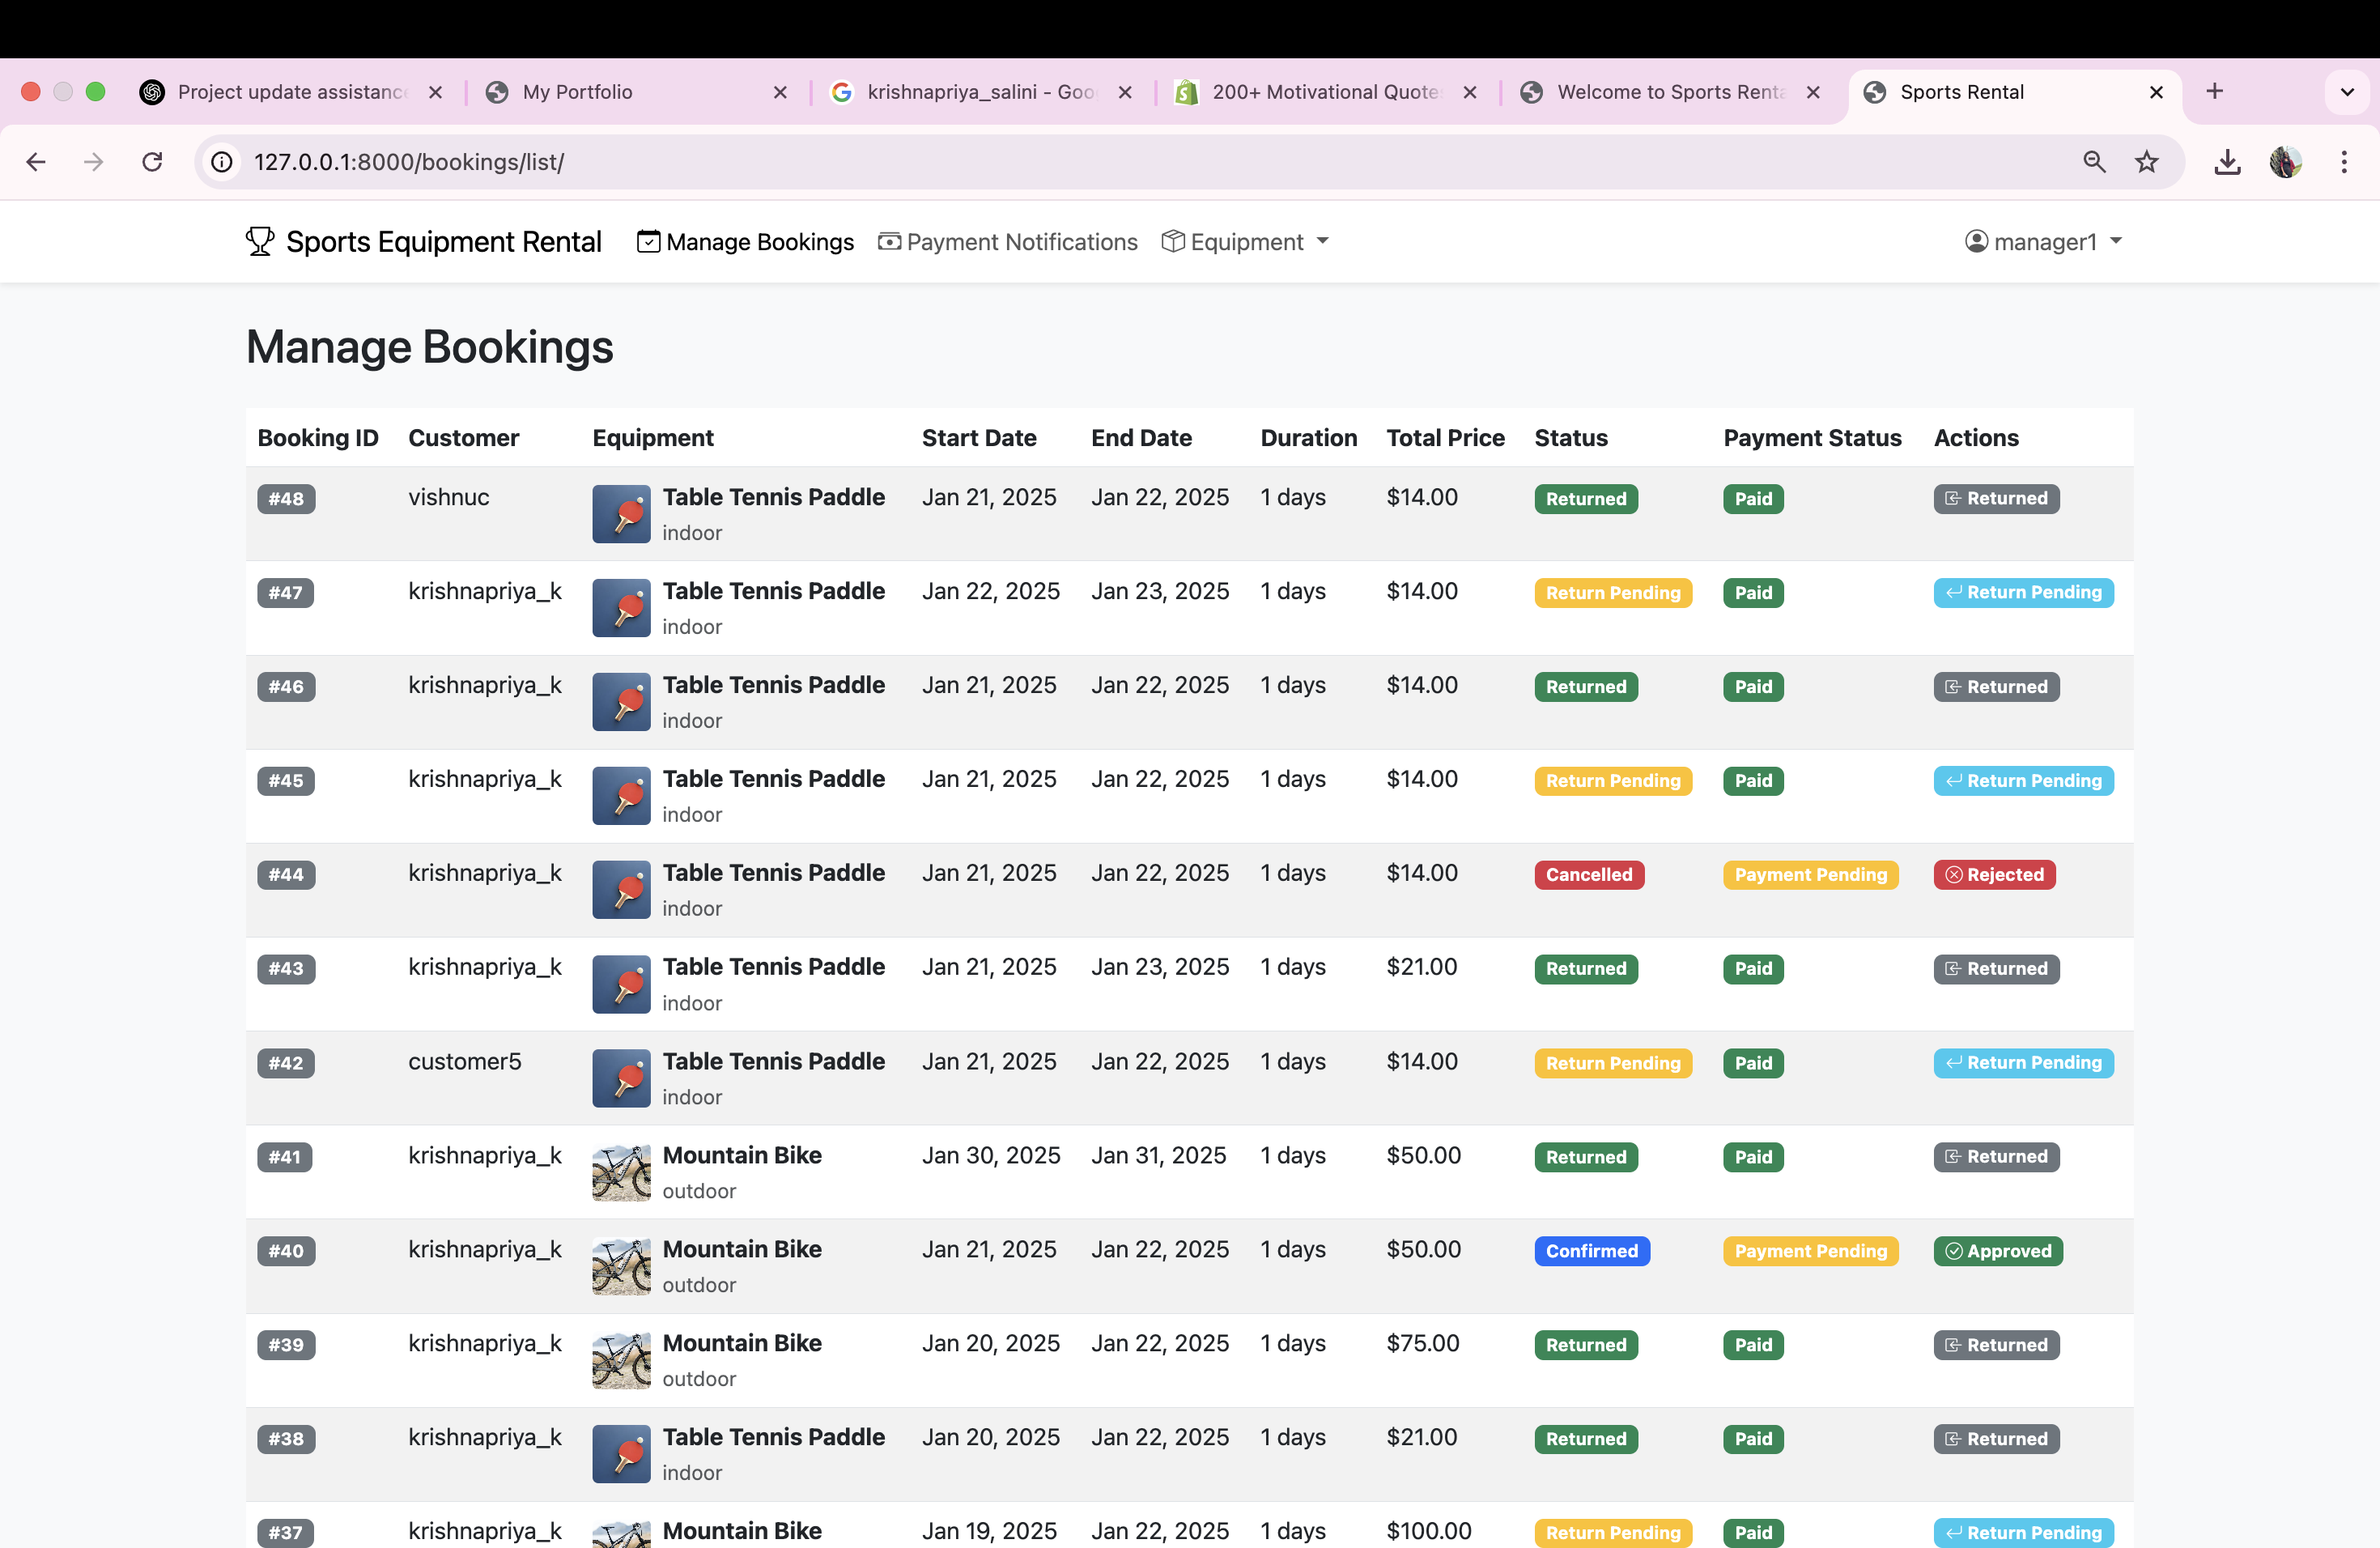 Project update assistance
My Portfolio
krishnapriya_salini - Goo
200+ Motivational Quote
Welcome to Sports Renta
Sports Rental
127.0.0.1:8000/bookings/list/
Sports Equipment Rental Manage Bookings Payment Notifications Equipment manager1
Manage Bookings
Booking ID Customer Equipment Start Date End Date Duration Total Price Status Payment Status Actions
#48 vishnuc Table Tennis Paddle Jan 21, 2025 Jan 22, 2025 1 days $14.00 Returned Paid Returned
indoor
#47 krishnapriya_k Table Tennis Paddle Jan 22, 2025 Jan 23, 2025 1 days $14.00 Return Pending Paid Return Pending
indoor
#46 krishnapriya_k Table Tennis Paddle Jan 21, 2025 Jan 22, 2025 1 days $14.00 Returned Paid Returned
indoor
#45 krishnapriya_k Table Tennis Paddle Jan 21, 2025 Jan 22, 2025 1 days $14.00 Return Pending Paid Return Pending
indoor
#44 krishnapriya_k Table Tennis Paddle Jan 21, 2025 Jan 22, 2025 1 days $14.00 Cancelled Payment Pending Rejected
indoor
#43 krishnapriya_k Table Tennis Paddle Jan 21, 2025 Jan 23, 2025 1 days $21.00 Returned Paid Returned
indoor
#42 customer5 Table Tennis Paddle Jan 21, 2025 Jan 22, 2025 1 days $14.00 Return Pending Paid Return Pending
indoor
#41 krishnapriya_k Mountain Bike Jan 30, 2025 Jan 31, 2025 1 days $50.00 Returned Paid Returned
outdoor
#40 krishnapriya_k Mountain Bike Jan 21, 2025 Jan 22, 2025 1 days $50.00 Confirmed Payment Pending Approved
outdoor
#39 krishnapriya_k Mountain Bike Jan 20, 2025 Jan 22, 2025 1 days $75.00 Returned Paid Returned
outdoor
#38 krishnapriya_k Table Tennis Paddle Jan 20, 2025 Jan 22, 2025 1 days $21.00 Returned Paid Returned
indoor
#37 krishnapriya_k Mountain Bike Jan 19, 2025 Jan 22, 2025 1 days $100.00 Return Pending Paid Return Pending